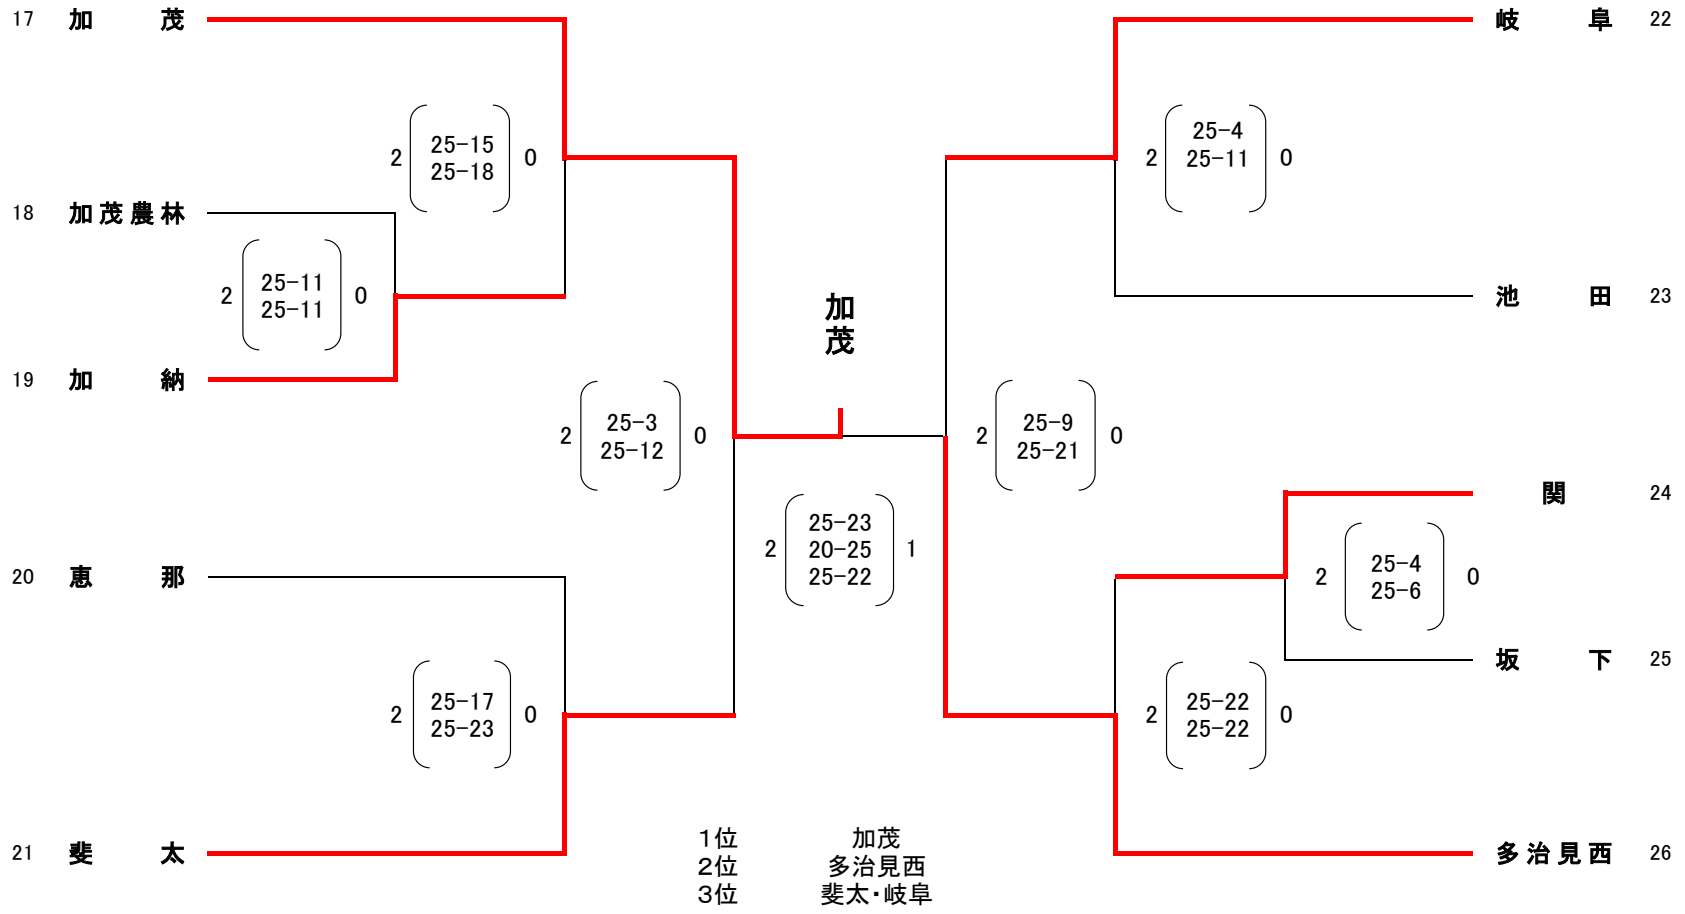 17 加茂
岐阜 22
2 25-15 0
25-18
2 25-4 0
25-11
18 加茂農林
2 25-11 0
25-11
池田 23
加茂
19 加納
2 25-3 0
25-12
2 25-9 0
25-21
関 24
2 25-23 1
20-25
25-22
20 恵那
2 25-4 0
25-6
坂下 25
2 25-17 0
25-23
2 25-22 0
25-22
21 斐太
多治見西 26
1位 加茂
2位 多治見西
3位 斐太・岐阜